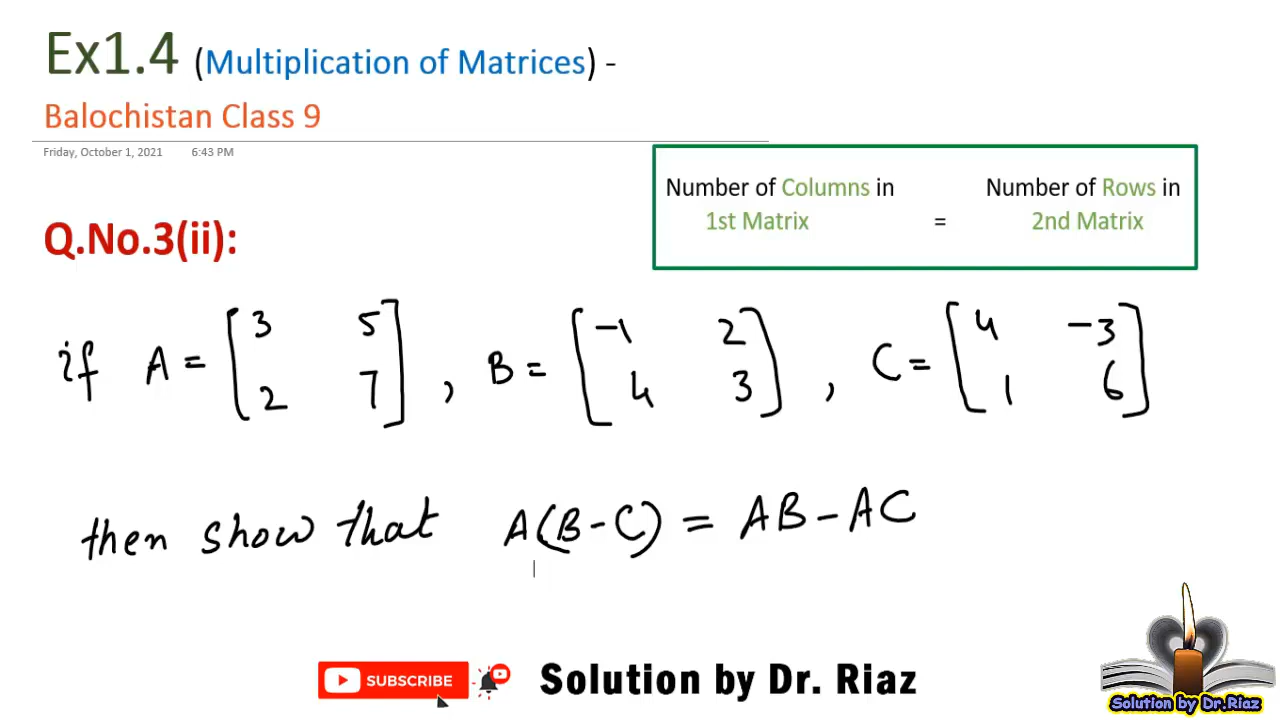 Ex1.4 (Multiplication of Matrices) -
Balochistan Class 9
Friday, October 1, 2021 6:43 PM
Number of Columns in 1st Matrix = Number of Rows in 2nd Matrix
Q.No.3(ii):
if A = [3 5
2 7] , B = [-1 2
4 3] , C = [4 -3
1 6]
then show that A(B-C) = AB-AC
SUBSCRIBE
Solution by Dr. Riaz
Solution by Dr.Riaz